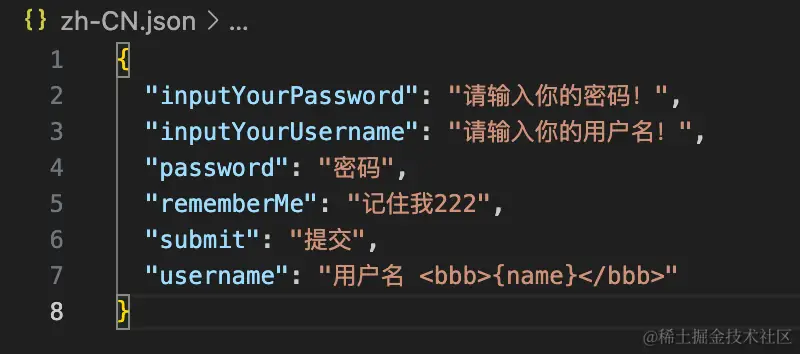 {} zh-CN.json > ...
1 {
2 "inputYourPassword": "请输入你的密码！",
3 "inputYourUsername": "请输入你的用户名！",
4 "password": "密码",
5 "rememberMe": "记住我222",
6 "submit": "提交",
7 "username": "用户名 <bbb>{name}</bbb>"
8 }
@稀土掘金技术社区